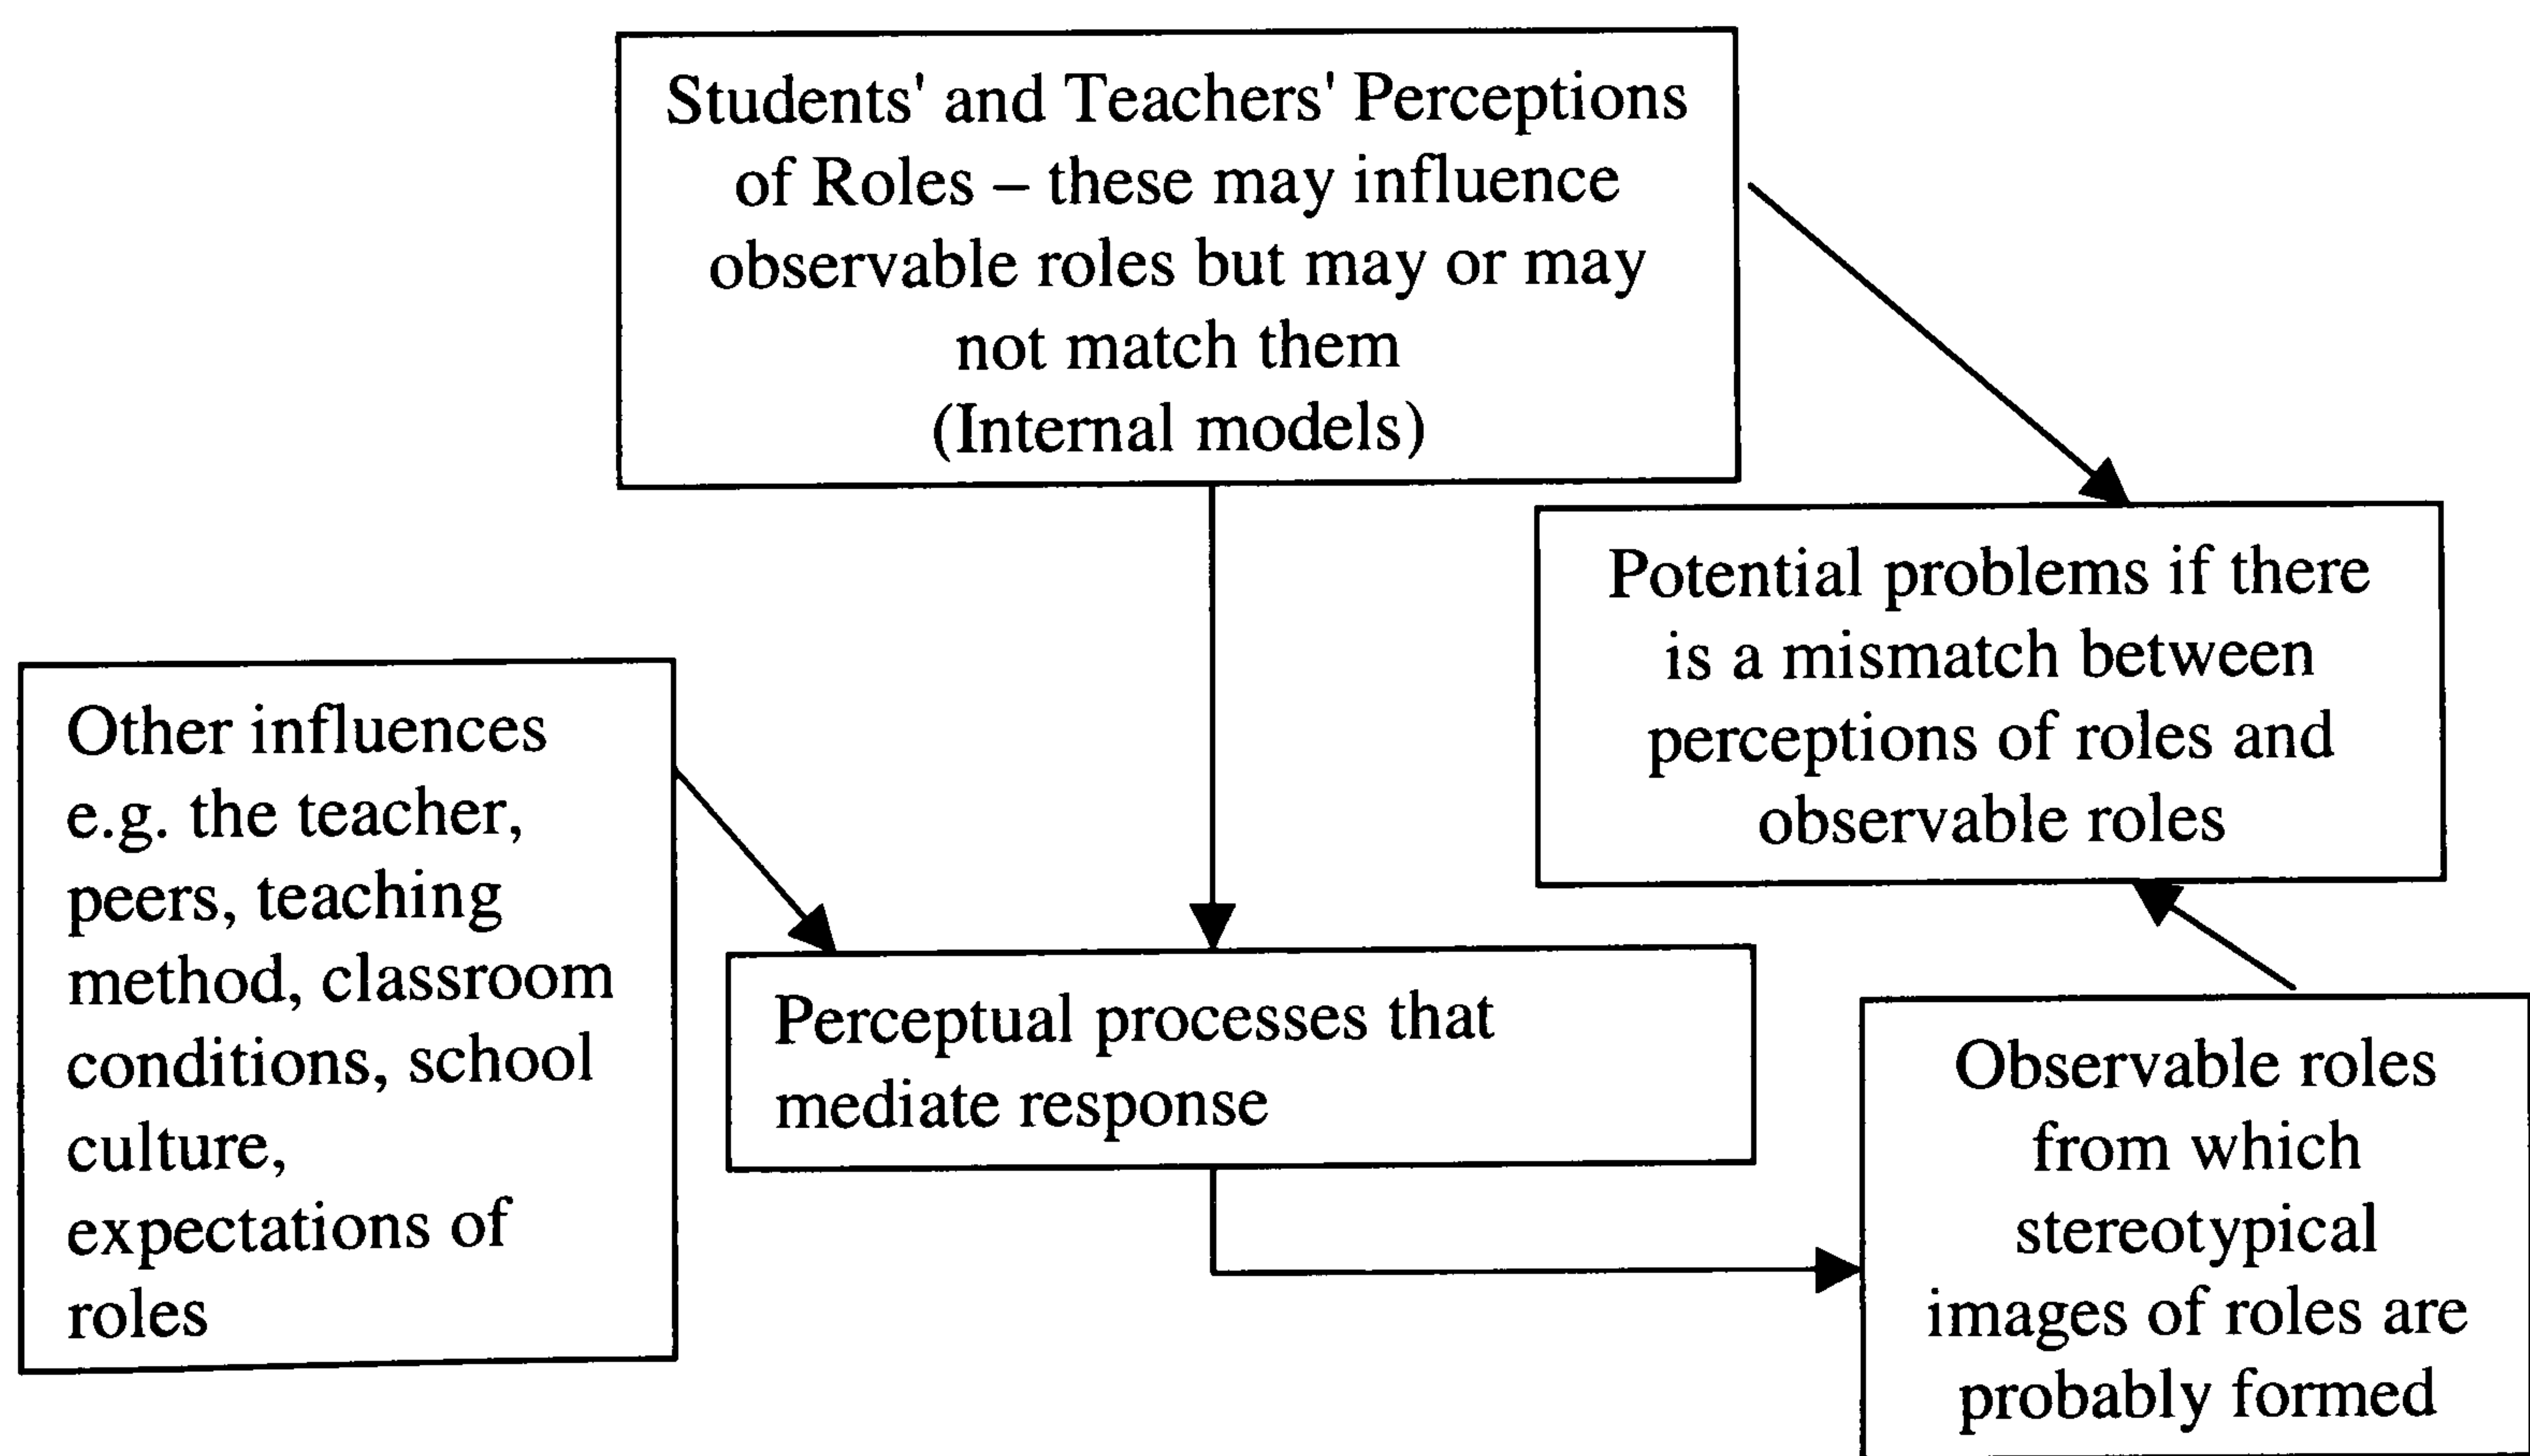 Students' and Teachers' Perceptions
of Roles – these may influence
observable roles but may or may
not match them
(Internal models)
Potential problems if there
is a mismatch between
perceptions of roles and
observable roles
Other influences
e.g. the teacher,
peers, teaching
method, classroom
conditions, school
culture,
expectations of
roles
Perceptual processes that
mediate response
Observable roles
from which
stereotypical
images of roles are
probably formed